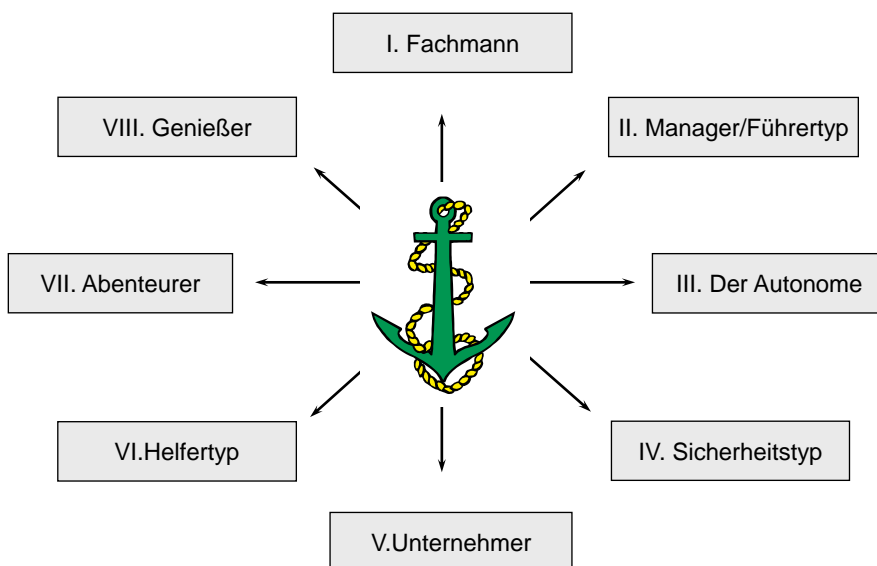 I. Fachmann
II. Manager/Führertyp
III. Der Autonome
IV. Sicherheitstyp
V.Unternehmer
VI.Helfertyp
VII. Abenteurer
VIII. Genießer